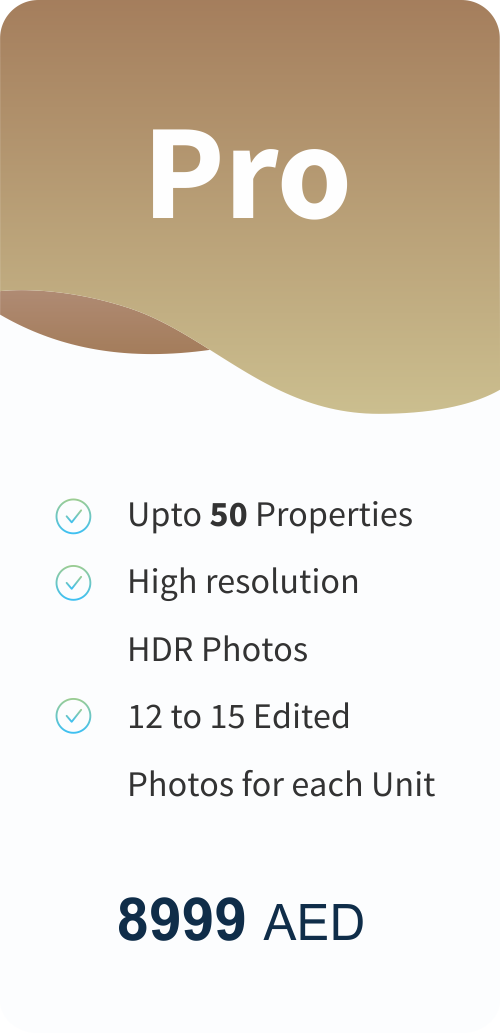 Pro
Upto 50 Properties
High resolution
HDR Photos
12 to 15 Edited
Photos for each Unit
8999 AED